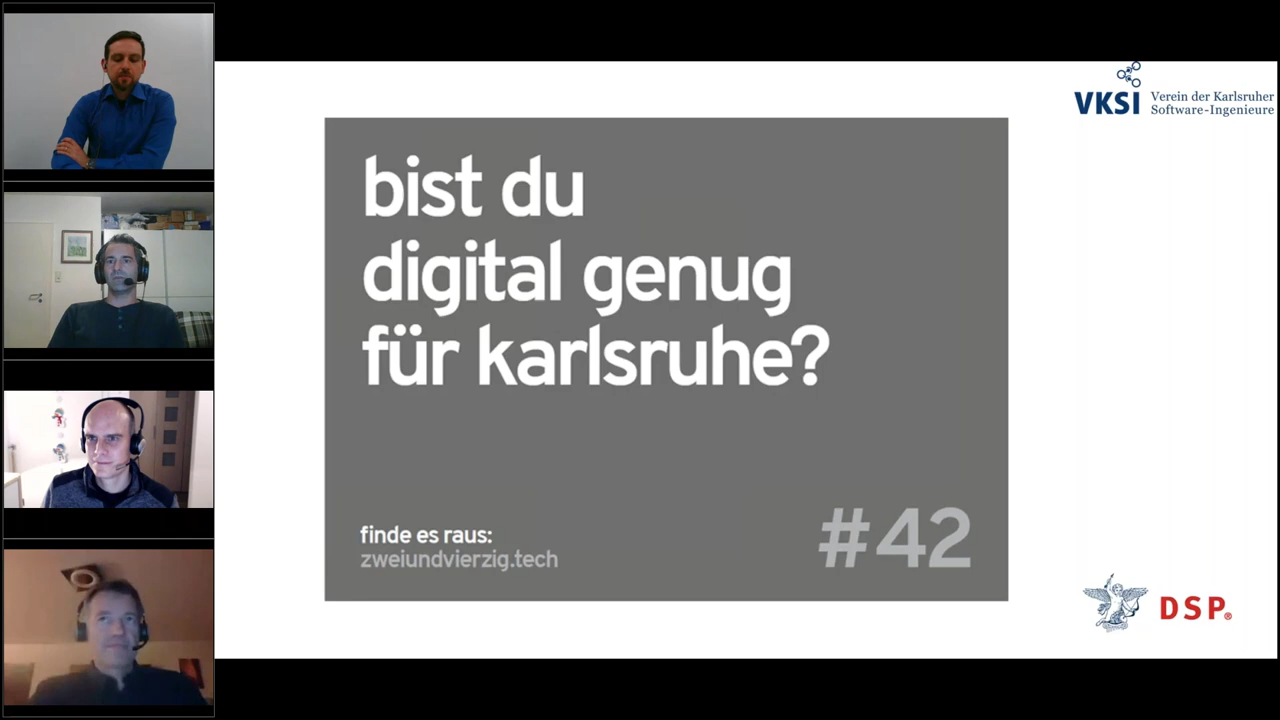 VKSI Verein der Karlsruher
Software-Ingenieure
bist du
digital genug
für karlsruhe?
finde es raus:
zweiundvierzig.tech
#42
DSP®